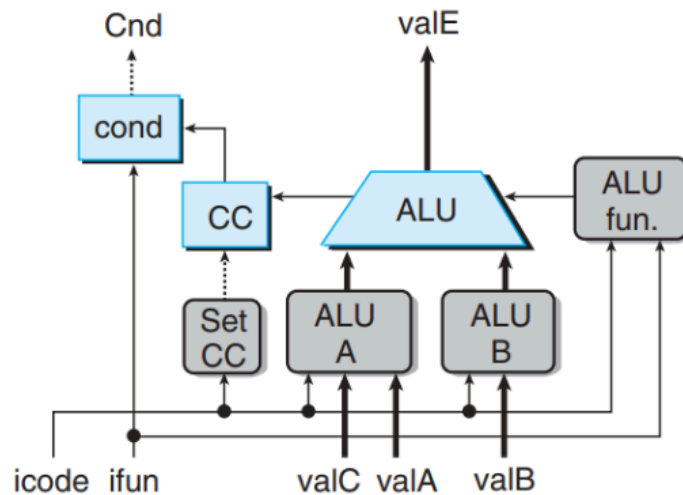 Cnd valE
cond
ALU
fun.
CC ALU
Set
CC
ALU
A
ALU
B
icode ifun valC valA valB